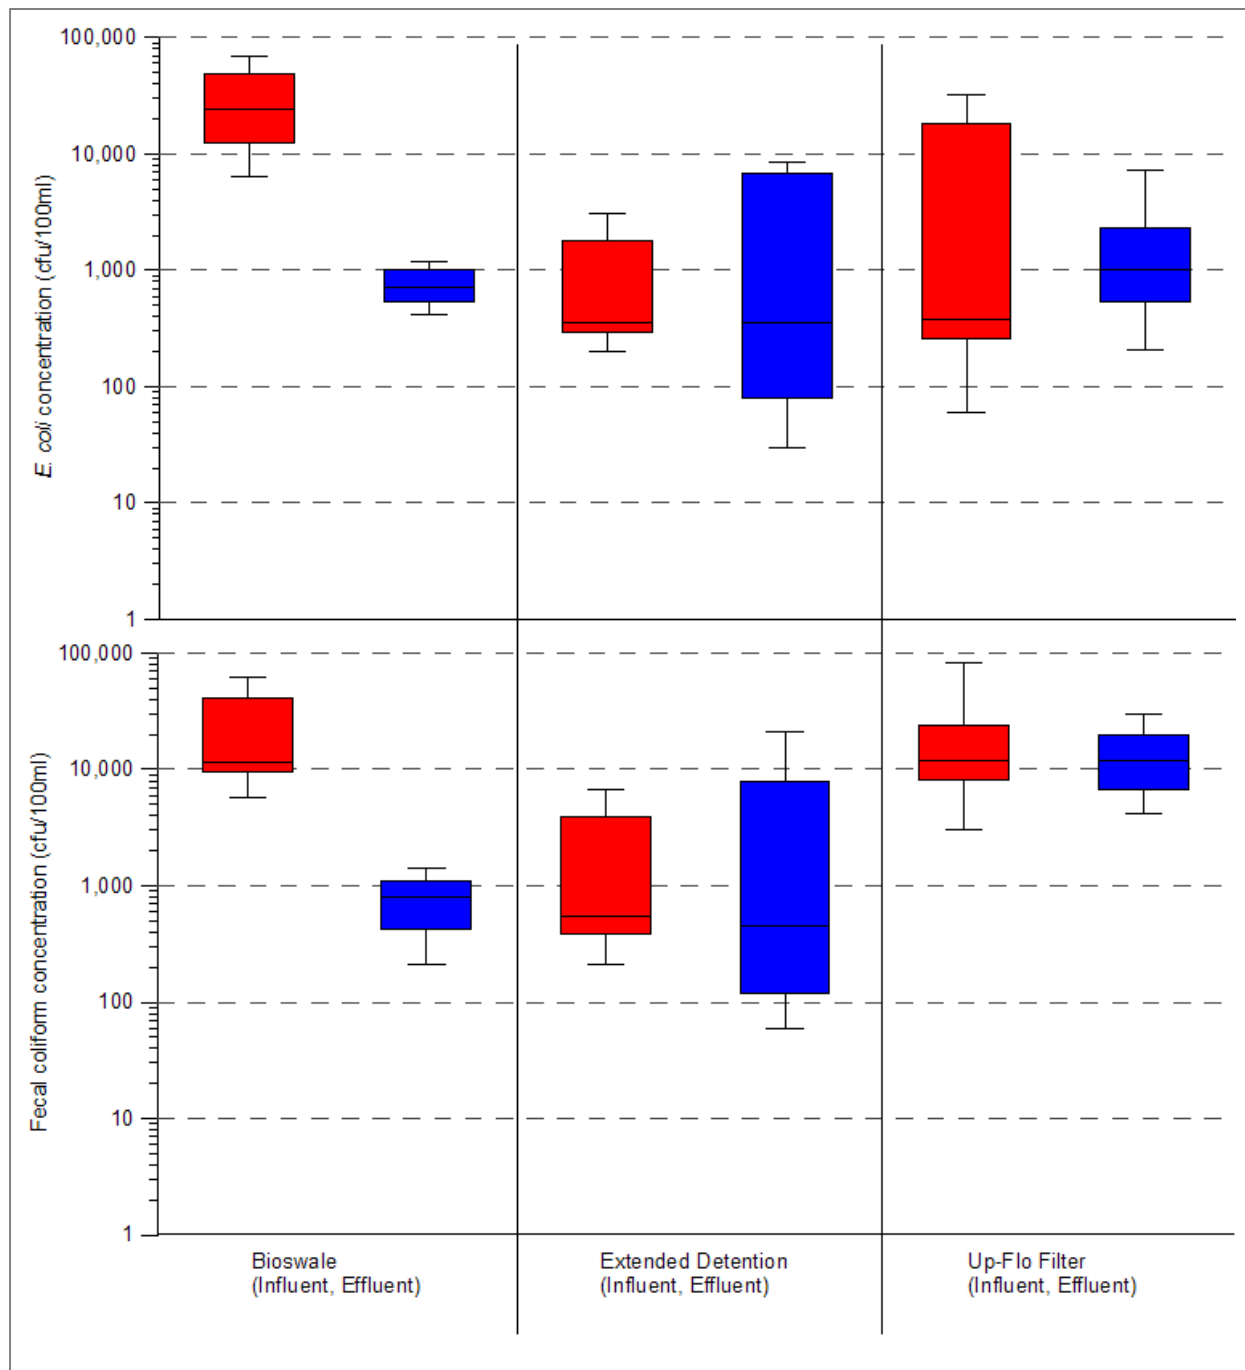 100,000
10,000
1,000
100
10
1
E. coli concentration (cfu/100ml)
100,000
10,000
1,000
100
10
1
Fecal coliform concentration (cfu/100ml)
Bioswale
(Influent, Effluent)
Extended Detention
(Influent, Effluent)
Up-Flo Filter
(Influent, Effluent)